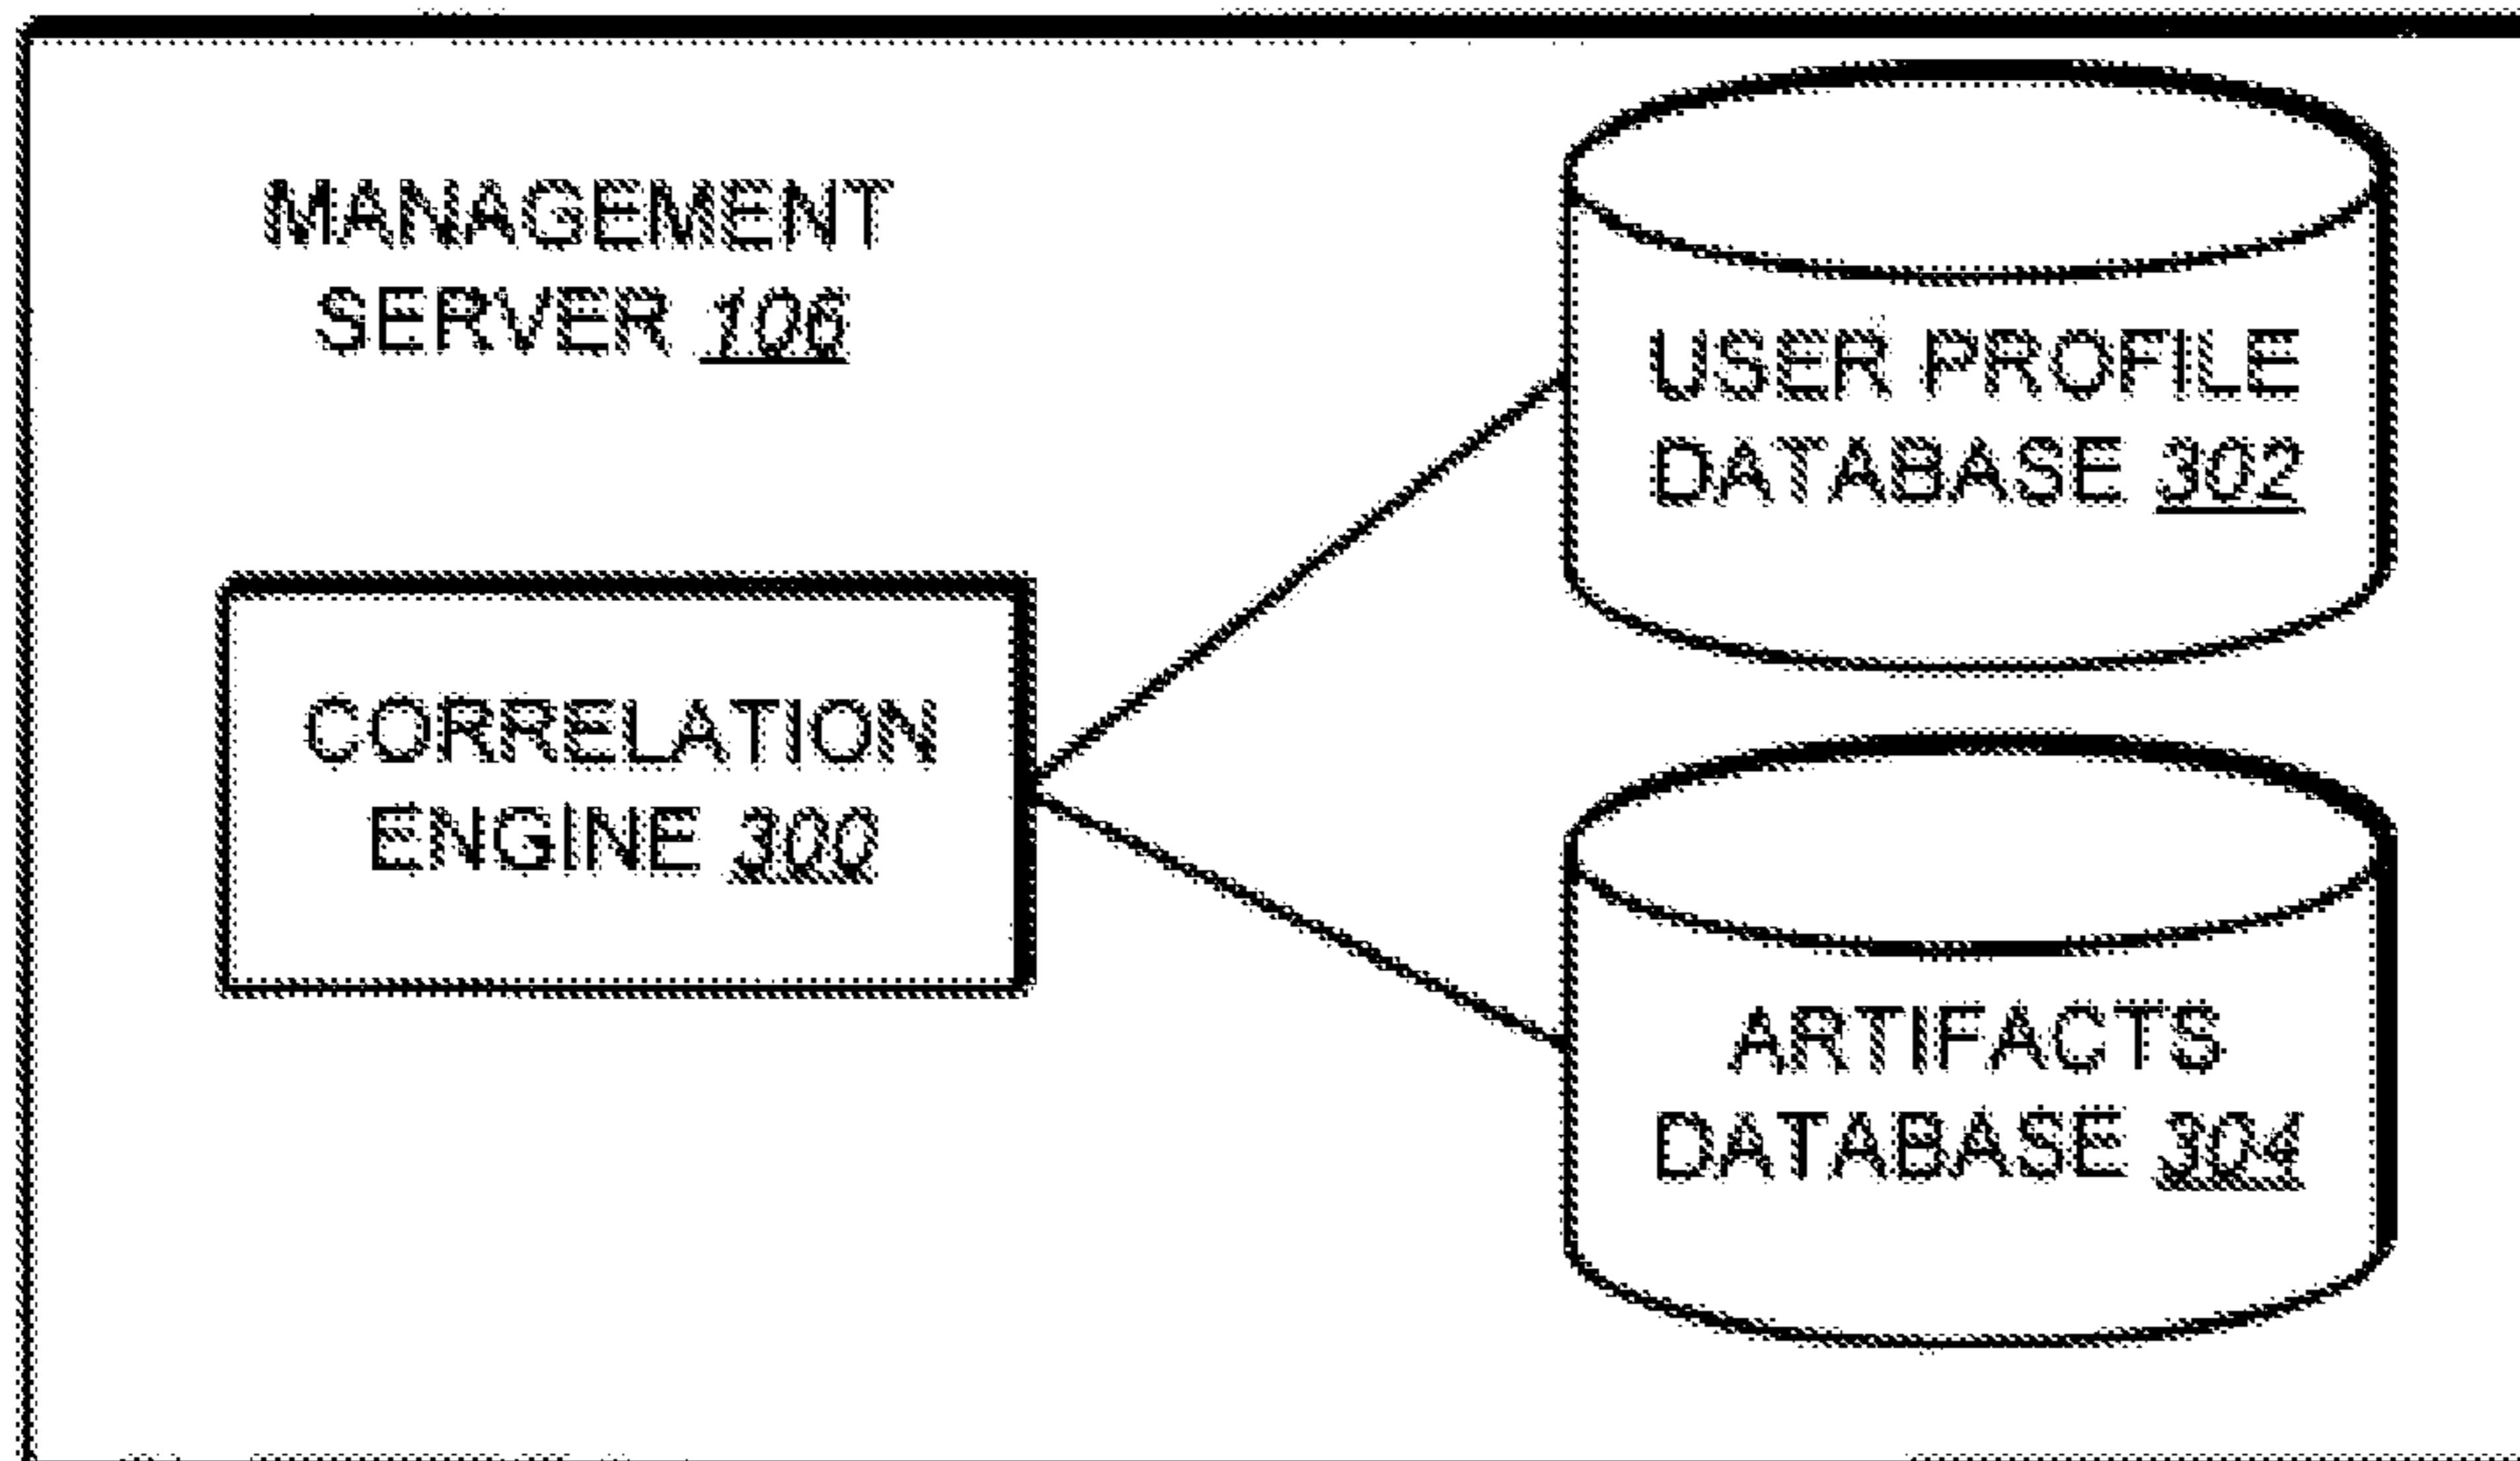 MANAGEMENT
SERVER 106
USER PROFILE
DATABASE 302
CORRELATION
ENGINE 300
ARTIFACTS
DATABASE 304